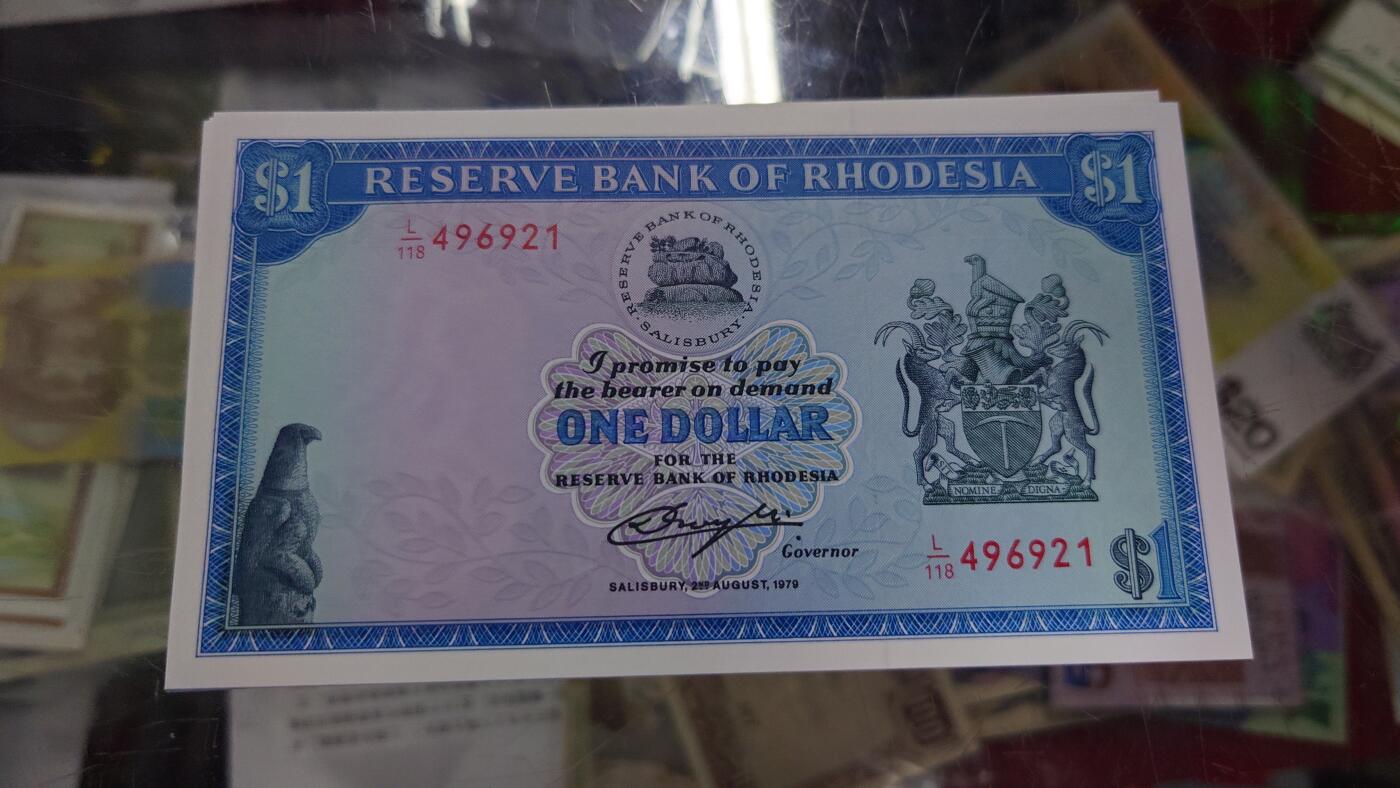 $1 RESERVE BANK OF RHODESIA $1
L/118 496921
RESERVE BANK OF RHODESIA
· SALISBURY ·
I promise to pay
the bearer on demand
ONE DOLLAR
FOR THE
RESERVE BANK OF RHODESIA
Governor
SALISBURY, 2ND AUGUST, 1979
SIT NOMINE DIGNA
L/118 496921
$1
$20